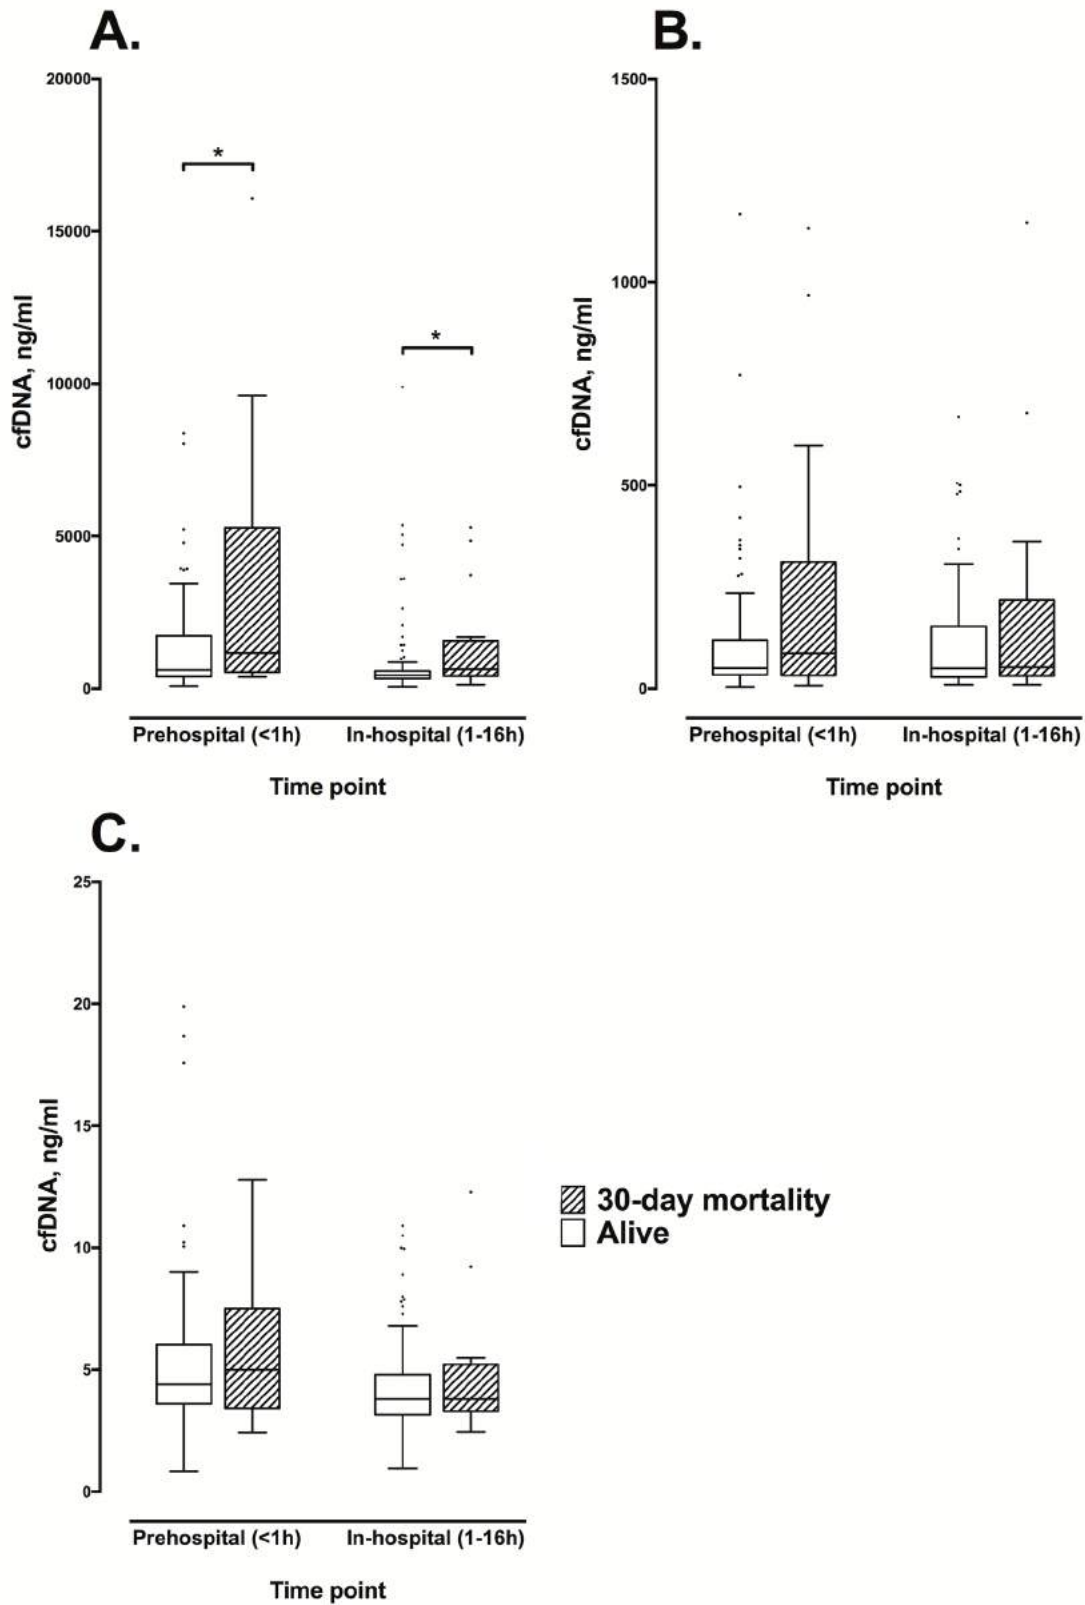 A.
20000
15000
10000
5000
0
cfDNA, ng/ml
*
*
Prehospital (<1h) In-hospital (1-16h)
Time point
B.
1500
1000
500
0
cfDNA, ng/ml
Prehospital (<1h) In-hospital (1-16h)
Time point
C.
25
20
15
10
5
0
cfDNA, ng/ml
Prehospital (<1h) In-hospital (1-16h)
Time point
30-day mortality
Alive